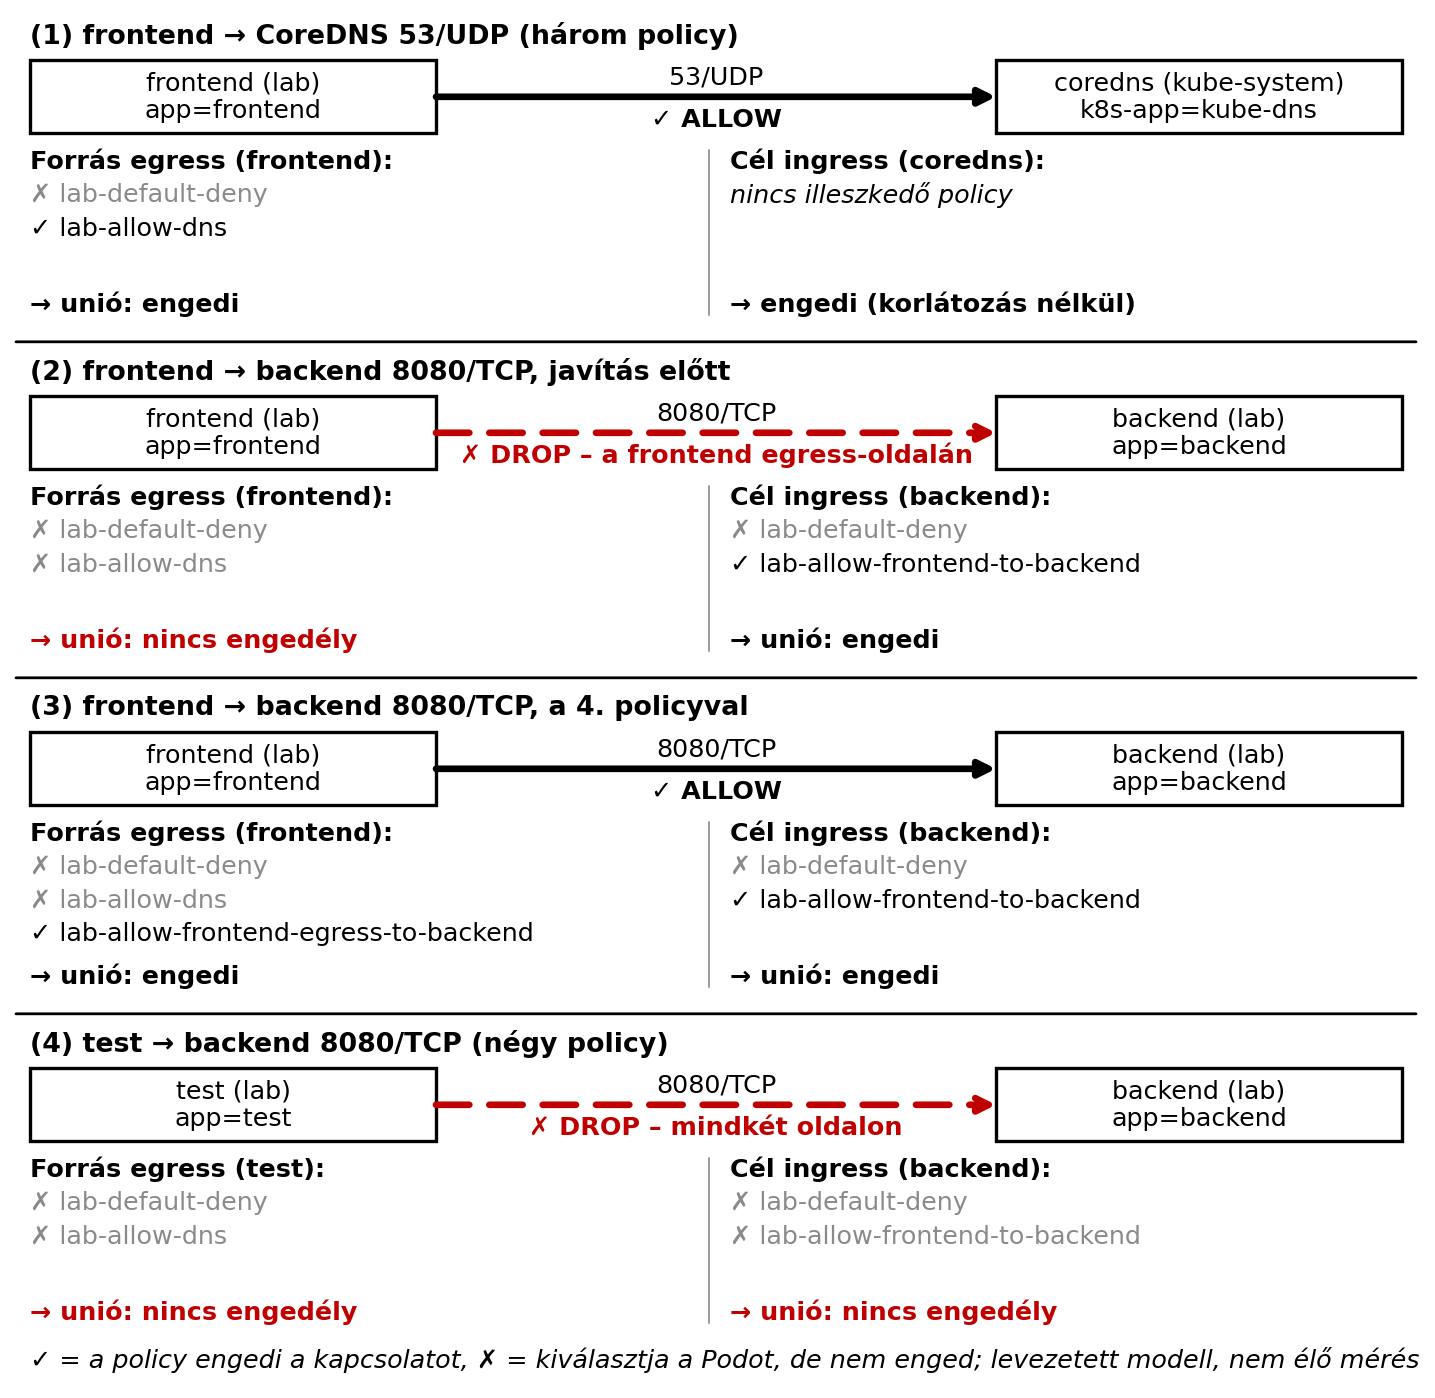 (1) frontend → CoreDNS 53/UDP (három policy)
frontend (lab)
app=frontend
53/UDP
✓ ALLOW
coredns (kube-system)
k8s-app=kube-dns
Forrás egress (frontend):
✗ lab-default-deny
✓ lab-allow-dns
→ unió: engedi
Cél ingress (coredns):
nincs illeszkedő policy
→ engedi (korlátozás nélkül)
(2) frontend → backend 8080/TCP, javítás előtt
frontend (lab)
app=frontend
8080/TCP
✗ DROP – a frontend egress-oldalán
backend (lab)
app=backend
Forrás egress (frontend):
✗ lab-default-deny
✗ lab-allow-dns
→ unió: nincs engedély
Cél ingress (backend):
✗ lab-default-deny
✓ lab-allow-frontend-to-backend
→ unió: engedi
(3) frontend → backend 8080/TCP, a 4. policyval
frontend (lab)
app=frontend
8080/TCP
✓ ALLOW
backend (lab)
app=backend
Forrás egress (frontend):
✗ lab-default-deny
✗ lab-allow-dns
✓ lab-allow-frontend-egress-to-backend
→ unió: engedi
Cél ingress (backend):
✗ lab-default-deny
✓ lab-allow-frontend-to-backend
→ unió: engedi
(4) test → backend 8080/TCP (négy policy)
test (lab)
app=test
8080/TCP
✗ DROP – mindkét oldalon
backend (lab)
app=backend
Forrás egress (test):
✗ lab-default-deny
✗ lab-allow-dns
→ unió: nincs engedély
Cél ingress (backend):
✗ lab-default-deny
✗ lab-allow-frontend-to-backend
→ unió: nincs engedély
✓ = a policy engedi a kapcsolatot, ✗ = kiválasztja a Podot, de nem enged; levezetett modell, nem élő mérés